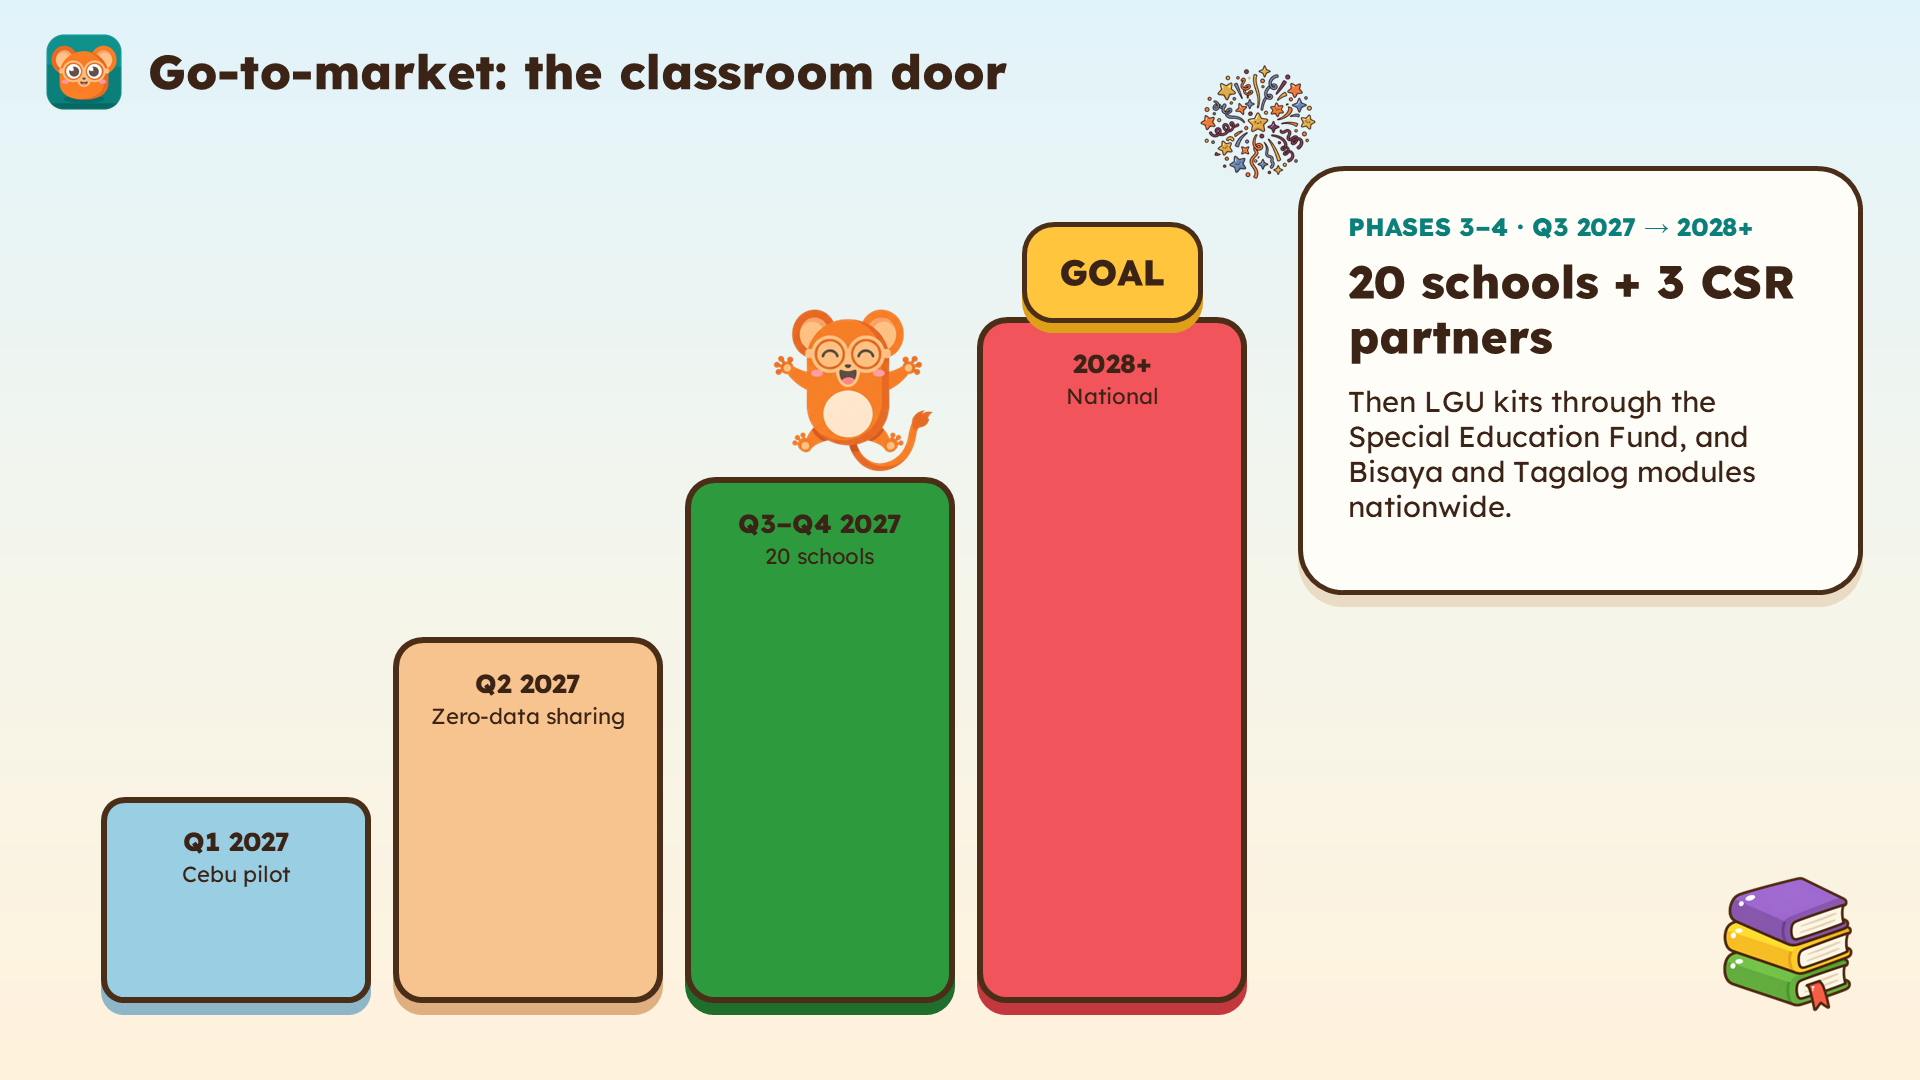 Go-to-market: the classroom door
GOAL
2028+
National
Q3–Q4 2027
20 schools
Q2 2027
Zero-data sharing
Q1 2027
Cebu pilot
PHASES 3–4 · Q3 2027 → 2028+
20 schools + 3 CSR
partners
Then LGU kits through the
Special Education Fund, and
Bisaya and Tagalog modules
nationwide.